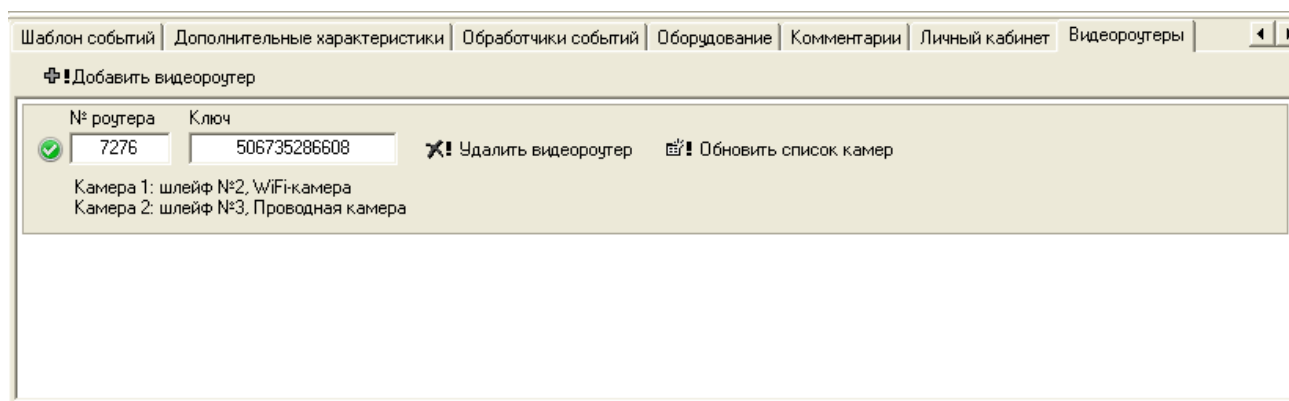 Шаблон событий Дополнительные характеристики Обработчики событий Оборудование Комментарии Личный кабинет Видеороутеры
!Добавить видеороутер
№ роутера Ключ
7276 506735286608 ! Удалить видеороутер ! Обновить список камер
Камера 1: шлейф №2, WiFi-камера
Камера 2: шлейф №3, Проводная камера